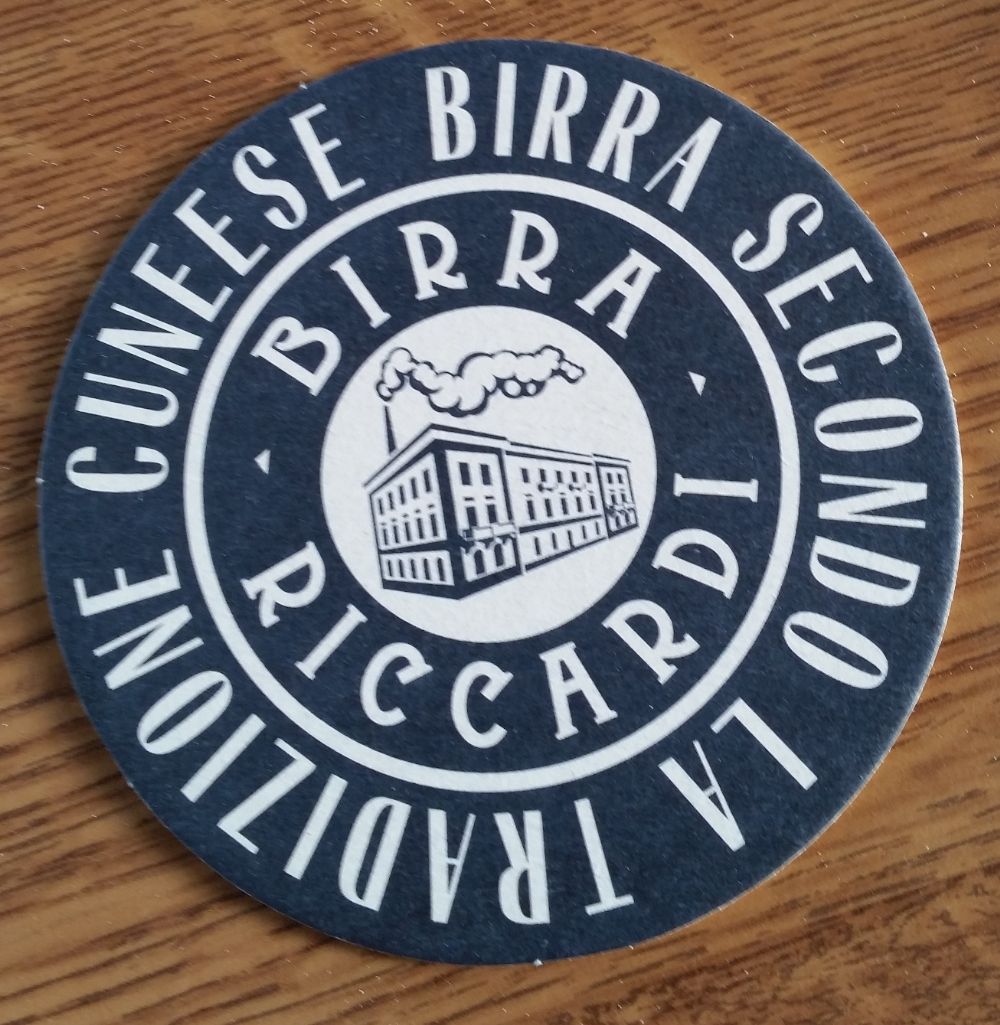 BIRRA SECONDO LA TRADIZIONE CUNEESE
BIRRA
RICCARDI